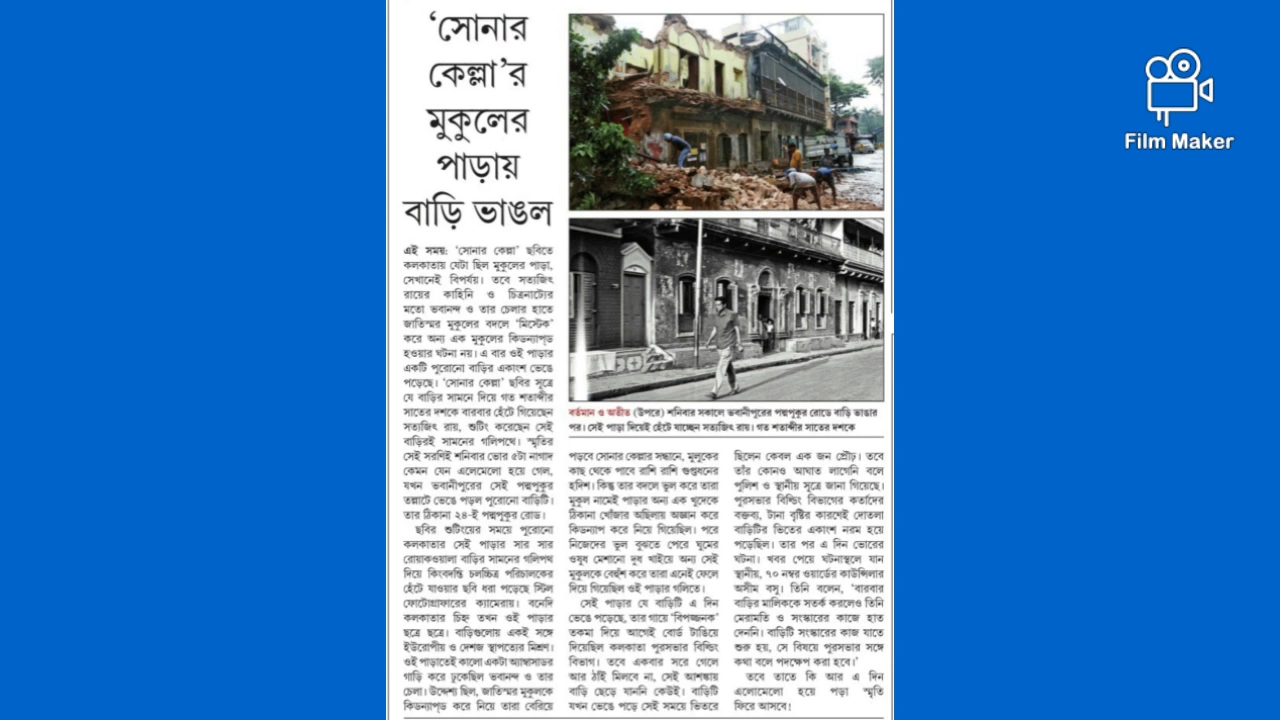 ‘সোনার
কেল্লা’র
মুকুলের
পাড়ায়
বাড়ি ভাঙল
এই সময়: ‘সোনার কেল্লা’ ছবিতে
কলকাতায় যেটা ছিল মুকুলের পাড়া,
সেখানেই বিপর্যয়। তবে সত্যজিৎ
রায়ের কাহিনি ও চিত্রনাট্যের
মতো ভবানন্দ ও তার চেলার হাতে
জাতিস্মর মুকুলের বদলে ‘মিস্টেক’
করে অন্য এক মুকুলের কিডন্যাপ্‌ড
হওয়ার ঘটনা নয়। এ বার ওই পাড়ার
একটি পুরোনো বাড়ির একাংশ ভেঙে
পড়েছে। ‘সোনার কেল্লা’ ছবির সূত্রে
যে বাড়ির সামনে দিয়ে গত শতাব্দীর
সাতের দশকে বারবার হেঁটে গিয়েছেন
সত্যজিৎ রায়, শুটিং করেছেন সেই
বাড়িরই সামনের গলিপথে। স্মৃতির
সেই সরণিই শনিবার ভোর ৫টা নাগাদ
কেমন যেন এলেমেলো হয়ে গেল,
যখন ভবানীপুরের সেই পদ্মপুকুর
তল্লাটে ভেঙে পড়ল পুরোনো বাড়িটি।
তার ঠিকানা ২৪-ই পদ্মপুকুর রোড।
ছবির শুটিংয়ের সময়ে পুরোনো
কলকাতার সেই পাড়ার সার সার
রোয়াকওয়ালা বাড়ির সামনের গলিপথ
দিয়ে কিংবদন্তি চলচ্চিত্র পরিচালকের
হেঁটে যাওয়ার ছবি ধরা পড়েছে স্টিল
ফোটোগ্রাফারের ক্যামেরায়। বনেদি
কলকাতার চিহ্ন তখন ওই পাড়ার
ছত্রে ছত্রে। বাড়িগুলোয় একই সঙ্গে
ইউরোপীয় ও দেশজ স্থাপত্যের মিশ্রণ।
ওই পাড়াতেই কালো একটা অ্যাম্বাসাডর
গাড়ি করে ঢুকেছিল ভবানন্দ ও তার
চেলা। উদ্দেশ্য ছিল, জাতিস্মর মুকুলকে
কিডন্যাপ্‌ড করে নিয়ে তারা বেরিয়ে
বর্তমান ও অতীত (উপরে) শনিবার সকালে ভবানীপুরের পদ্মপুকুর রোডে বাড়ি ভাঙার
পর। সেই পাড়া দিয়েই হেঁটে যাচ্ছেন সত্যজিৎ রায়। গত শতাব্দীর সাতের দশকে
পড়বে সোনার কেল্লার সন্ধানে, মুলুকের
কাছ থেকে পাবে রাশি রাশি গুপ্তধনের
হদিশ। কিন্তু তার বদলে ভুল করে তারা
মুকুল নামেই পাড়ার অন্য এক খুদেকে
ঠিকানা খোঁজার অছিলায় অজ্ঞান করে
কিডন্যাপ করে নিয়ে গিয়েছিল। পরে
নিজেদের ভুল বুঝতে পেরে ঘুমের
ওষুধ মেশানো দুধ খাইয়ে অন্য সেই
মুকুলকে বেহুঁশ করে তারা এনেই ফেলে
দিয়ে গিয়েছিল ওই পাড়ার গলিতে।
সেই পাড়ার যে বাড়িটি এ দিন
ভেঙে পড়েছে, তার গায়ে ‘বিপজ্জনক’
তকমা দিয়ে আগেই বোর্ড টাঙিয়ে
দিয়েছিল কলকাতা পুরসভার বিল্ডিং
বিভাগ। তবে একবার সরে গেলে
আর ঠাঁই মিলবে না, সেই আশঙ্কায়
বাড়ি ছেড়ে যাননি কেউই। বাড়িটি
যখন ভেঙে পড়ে সেই সময়ে ভিতরে
ছিলেন কেবল এক জন প্রৌঢ়। তবে
তাঁর কোনও আঘাত লাগেনি বলে
পুলিশ ও স্থানীয় সূত্রে জানা গিয়েছে।
পুরসভার বিল্ডিং বিভাগের কর্তাদের
বক্তব্য, টানা বৃষ্টির কারণেই দোতলা
বাড়িটির ভিতের একাংশ নরম হয়ে
পড়েছিল। তার পর এ দিন ভোরের
ঘটনা। খবর পেয়ে ঘটনাস্থলে যান
স্থানীয়, ৭০ নম্বর ওয়ার্ডের কাউন্সিলার
অসীম বসু। তিনি বলেন, ‘বারবার
বাড়ির মালিককে সতর্ক করলেও তিনি
মেরামতি ও সংস্কারের কাজে হাত
দেননি। বাড়িটি সংস্কারের কাজ যাতে
শুরু হয়, সে বিষয়ে পুরসভার সঙ্গে
কথা বলে পদক্ষেপ করা হবে।’
তবে তাতে কি আর এ দিন
এলোমেলো হয়ে পড়া স্মৃতি
ফিরে আসবে!
Film Maker